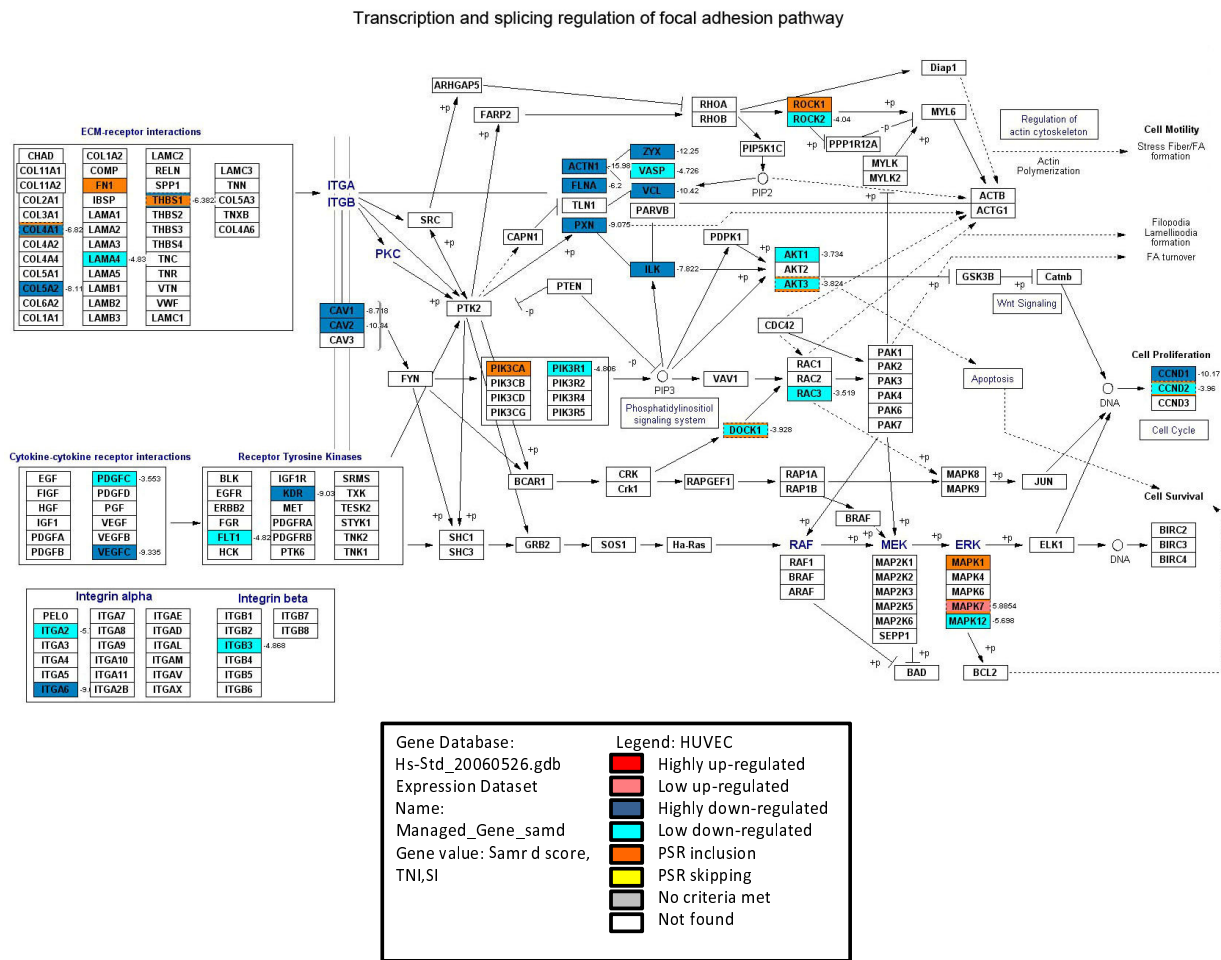 Transcription and splicing regulation of focal adhesion pathway
ECM-receptor interactions
CHAD COL1A2 LAMC2
COL11A1 COMP RELN LAMC3
COL11A2 FN1 SPP1 TNN
COL2A1 IBSP THBS1 -6.382 COL5A3
COL3A1 LAMA1 THBS2 TNXB
COL4A1 -6.82 LAMA2 THBS3 COL4A6
COL4A2 LAMA3 THBS4
COL4A4 LAMA4 -4.83 TNC
COL5A1 LAMA5 TNR
COL5A2 -8.11 LAMB1 VTN
COL6A2 LAMB2 VWF
COL1A1 LAMB3 LAMC1
ITGA
ITGB
PKC
CAV1 -8.718
CAV2 -10.34
CAV3
ARHGAP5
FARP2
+p
+p
SRC
+p
CAPN1
+p
+p
PTK2
FYN
PTEN
-p
ACTN1 -15.98
FLNA -6.2
TLN1
PXN -9.075
ZYX -12.25
VASP -4.726
VCL -10.42
PARVB
ILK -7.822
RHOA
RHOB
ROCK1
ROCK2 -4.04
+p
-p
PPP1R12A
MYL6
+p
MYLK
MYLK2
Diap1
PIP5K1C
PIP2
PDPK1
+p
AKT1 -3.734
AKT2
AKT3 -3.824
ACTB
ACTG1
Regulation of
actin cytoskeleton
Actin
Polymerization
Cell Motility
Stress Fiber/FA
formation
Filopodia
Lamellipodia
formation
FA turnover
+p
GSK3B
Catnb
Wnt Signaling
PIK3CA
PIK3CB
PIK3CD
PIK3CG
PIK3R1 -4.806
PIK3R2
PIK3R4
PIK3R5
-p
PIP3
Phosphatidylinositiol
signaling system
VAV1
CDC42
RAC1
RAC2
RAC3 -3.519
DOCK1 -3.928
PAK1
PAK2
PAK3
PAK4
PAK6
PAK7
Apoptosis
DNA
Cell Proliferation
CCND1 -10.17
CCND2 -3.96
CCND3
Cell Cycle
Cytokine-cytokine receptor interactions
EGF PDGFC -3.553
FIGF PDGFD
HGF PGF
IGF1 VEGF
PDGFA VEGFB
PDGFB VEGFC -9.335
Receptor Tyrosine Kinases
BLK IGF1R SRMS
EGFR KDR -9.03 TXK
ERBB2 MET TESK2
FGR PDGFRA STYK1
FLT1 -4.82 PDGFRB TNK2
HCK PTK6 TNK1
+p
BCAR1
CRK
Crk1
RAPGEF1
RAP1A
RAP1B
+p
MAPK8
MAPK9
+p
JUN
+p +p
+p
SHC1
SHC3
GRB2
SOS1
Ha-Ras
+p
BRAF
+p
+p
RAF
+p
MEK
+p
ERK
+p
ELK1
DNA
Cell Survival
BIRC2
BIRC3
BIRC4
RAF1
BRAF
ARAF
MAP2K1
MAP2K2
MAP2K3
MAP2K5
MAP2K6
SEPP1
MAPK1
MAPK4
MAPK6
MAPK7 -5.8854
MAPK12 -5.698
+p
+p
+p
BAD
BCL2
Integrin alpha
PELO ITGA7 ITGAE
ITGA2 ITGA8 ITGAD
ITGA3 ITGA9 ITGAL
ITGA4 ITGA10 ITGAM
ITGA5 ITGA11 ITGAV
ITGA6 ITGA2B ITGAX
Integrin beta
ITGB1 ITGB7
ITGB2 ITGB8
ITGB3 -4.868
ITGB4
ITGB5
ITGB6
Gene Database:
Hs-Std_20060526.gdb
Expression Dataset
Name:
Managed_Gene_samd
Gene value: Samr d score,
TNI,SI
Legend: HUVEC
Highly up-regulated
Low up-regulated
Highly down-regulated
Low down-regulated
PSR inclusion
PSR skipping
No criteria met
Not found